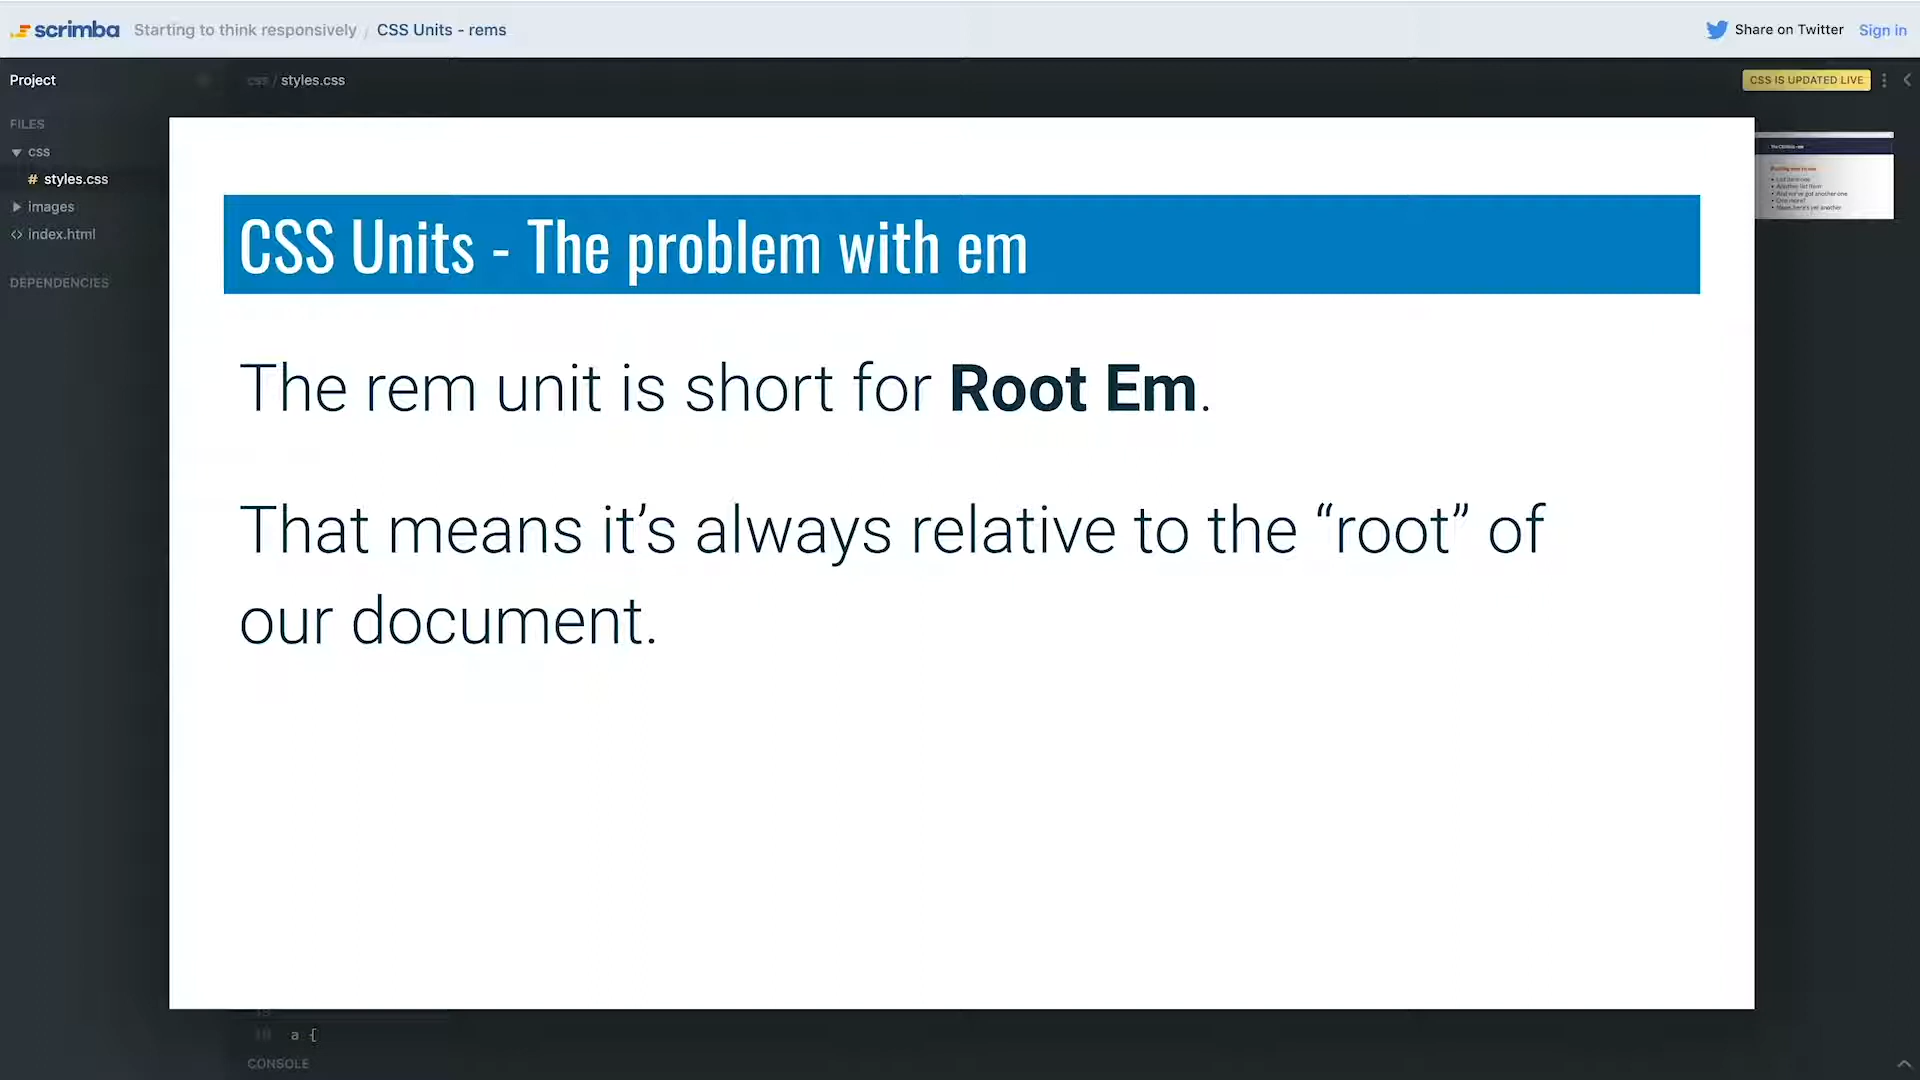 scrimba Starting to think responsively / CSS Units - rems Share on Twitter Sign in
Project css / styles.css CSS IS UPDATED LIVE
FILES
css
# styles.css
images
<> index.html
DEPENDENCIES
CSS Units - The problem with em
The rem unit is short for Root Em.
That means it’s always relative to the “root” of
our document.
a {
CONSOLE